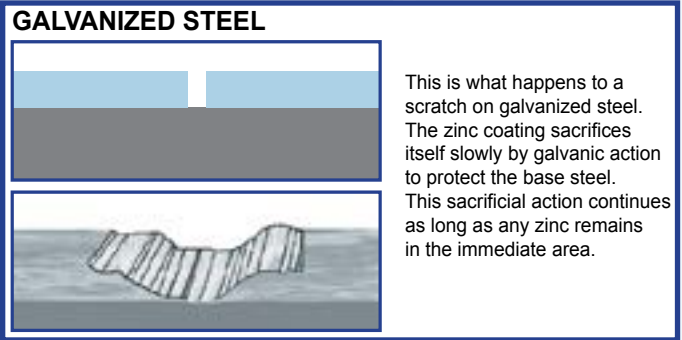 GALVANIZED STEEL
This is what happens to a
scratch on galvanized steel.
The zinc coating sacrifices
itself slowly by galvanic action
to protect the base steel.
This sacrificial action continues
as long as any zinc remains
in the immediate area.